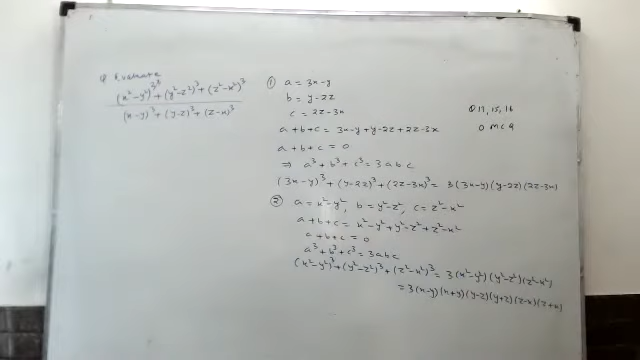 Q Evaluate
(x²-y²)³+(y²-z²)³+(z²-x²)³
(x-y)³+(y-z)³+(z-x)³
① a = 3x-y
b = y-2z
c = 2z-3x
a+b+c = 3x-y+y-2z+2z-3x
a+b+c = 0
⇒ a³+b³+c³ = 3abc
(3x-y)³+(y-2z)³+(2z-3x)³ = 3(3x-y)(y-2z)(2z-3x)
② a = x²-y², b = y²-z², c = z²-x²
a+b+c = x²-y²+y²-z²+z²-x²
a+b+c = 0
a³+b³+c³ = 3abc
(x²-y²)³+(y²-z²)³+(z²-x²)³ = 3(x²-y²)(y²-z²)(z²-x²)
= 3(x-y)(x+y)(y-z)(y+z)(z-x)(z+x)
15, 16